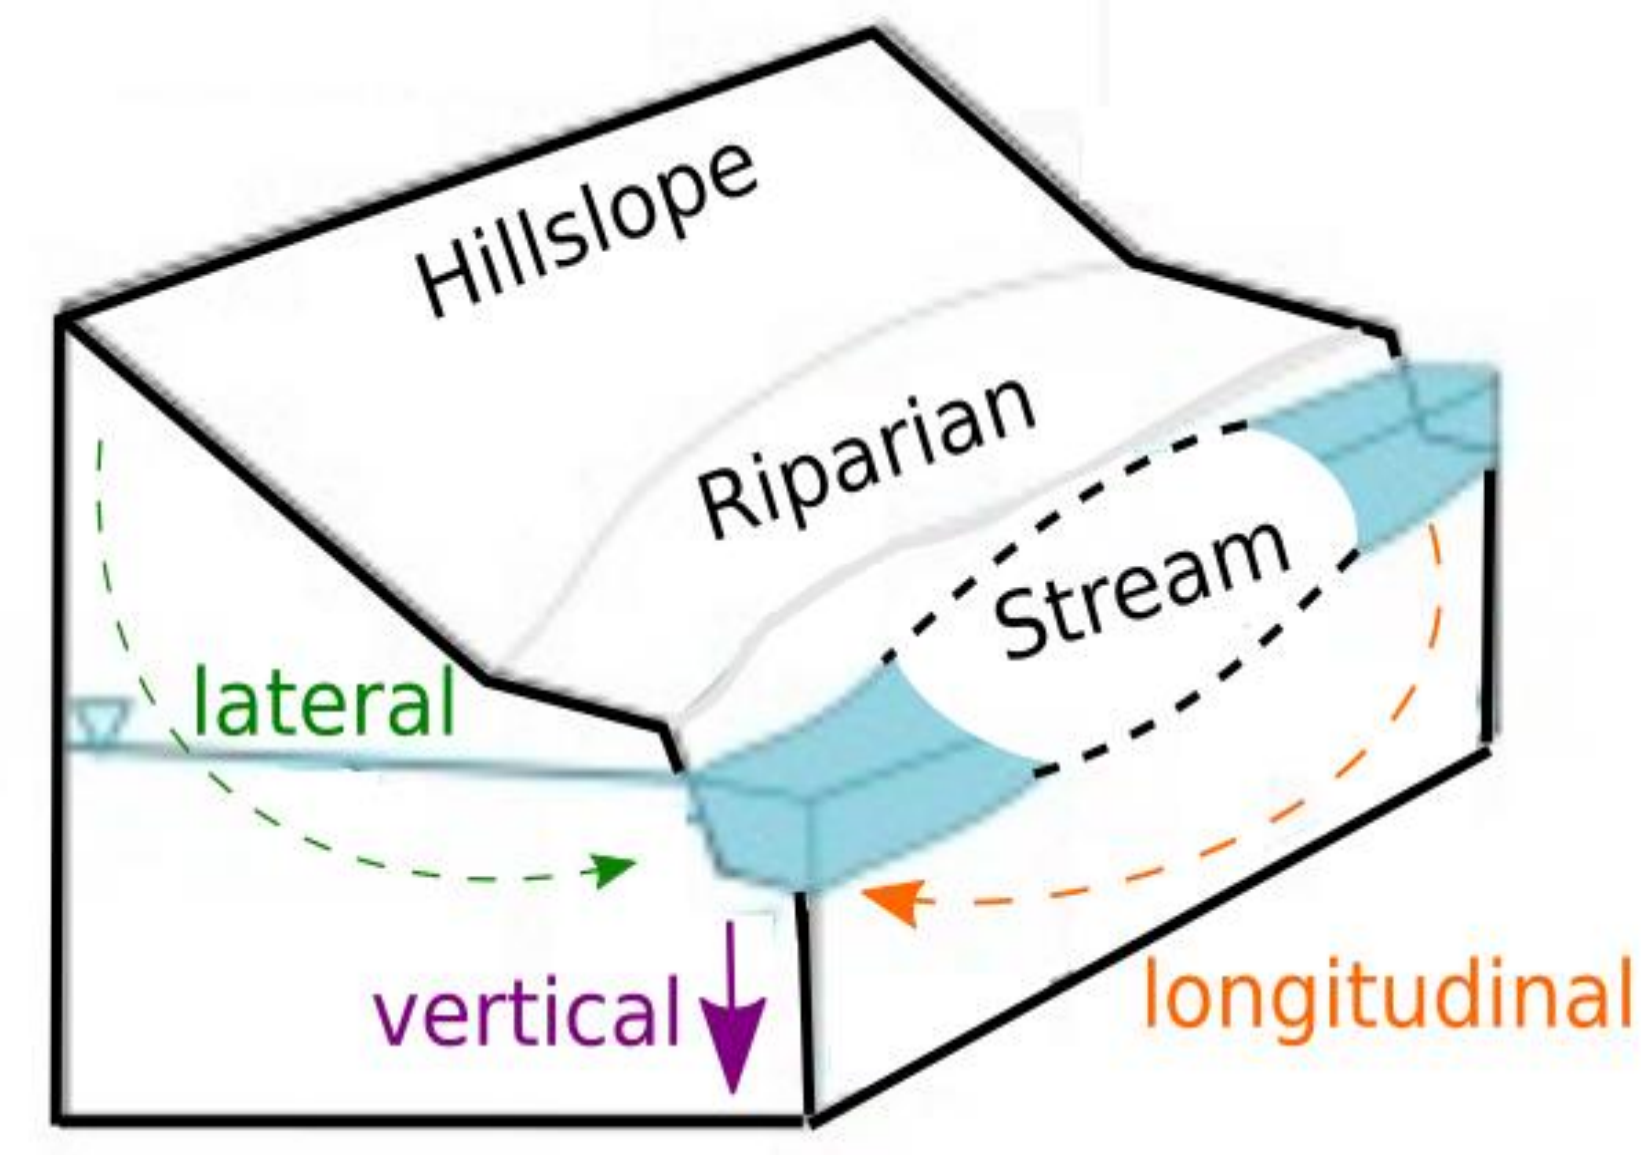 Hillslope
Riparian
Stream
lateral
vertical
longitudinal